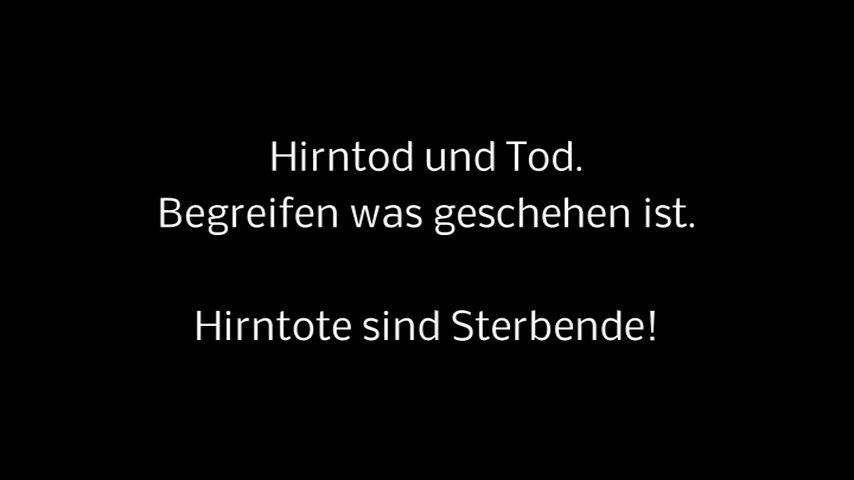 Hirntod und Tod.
Begreifen was geschehen ist.
Hirntote sind Sterbende!